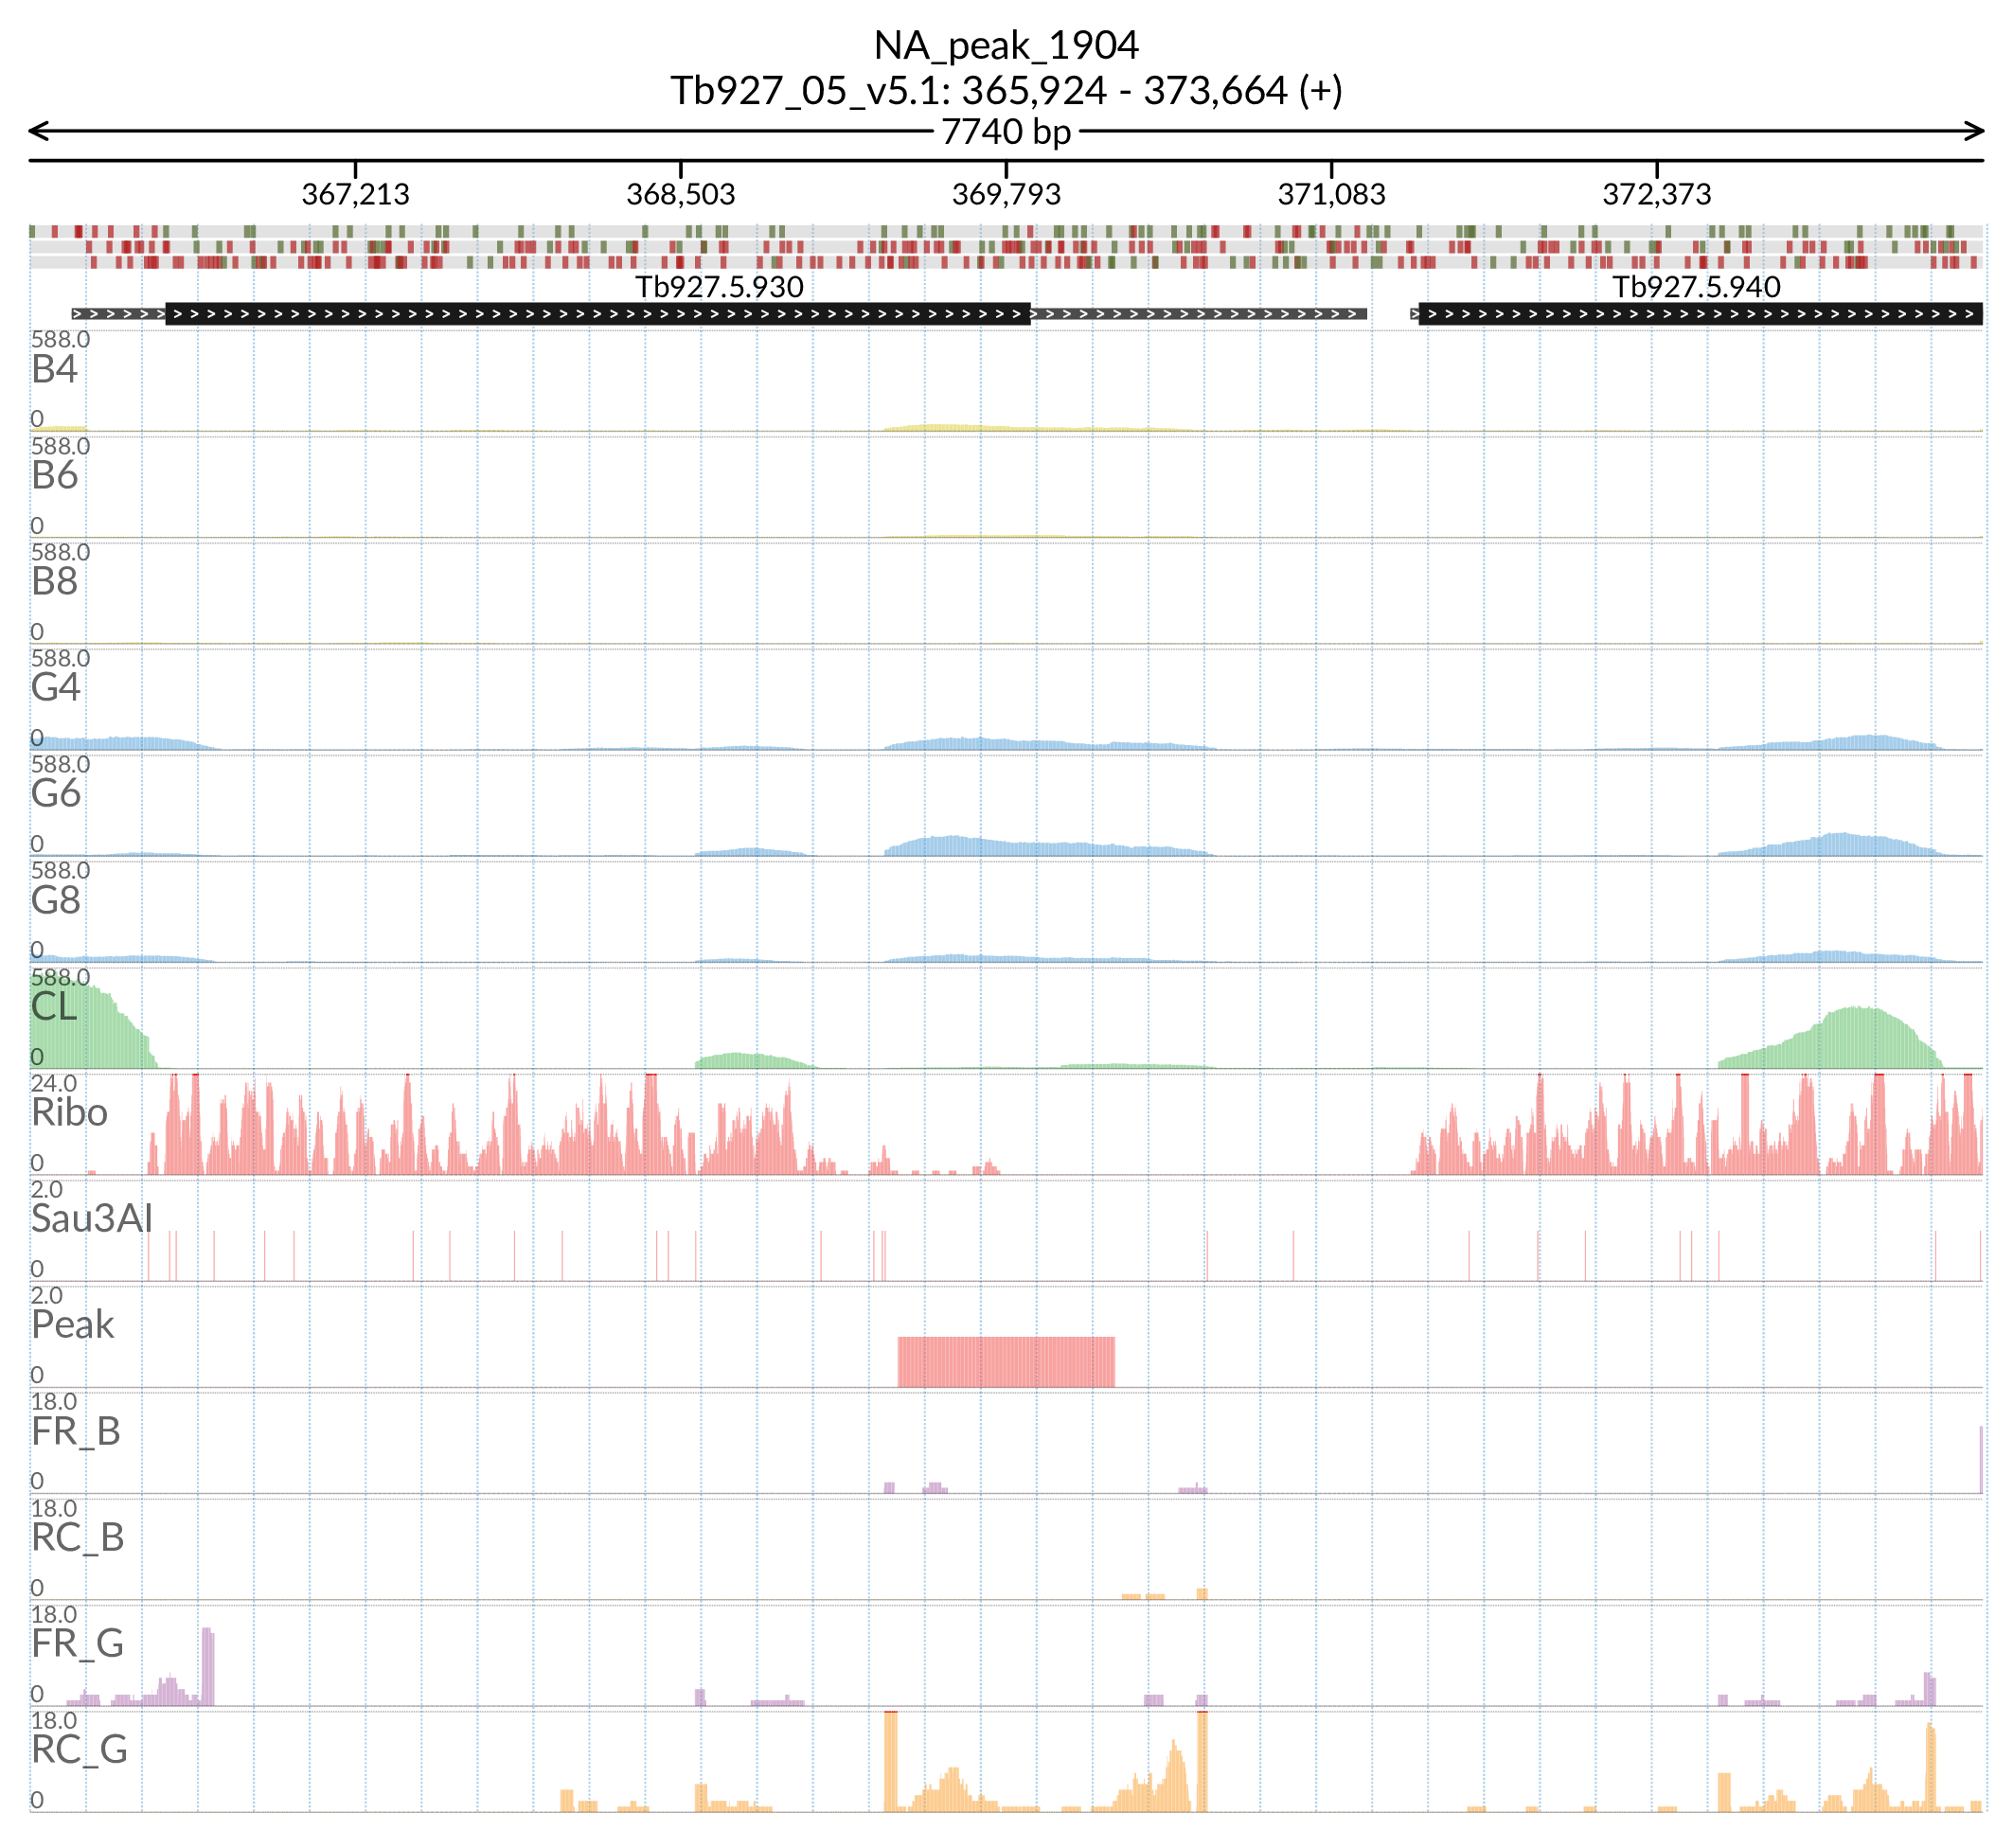 NA_peak_1904
Tb927_05_v5.1: 365,924 - 373,664 (+)
7740 bp
367,213 368,503 369,793 371,083 372,373
Tb927.5.930 Tb927.5.940
588.0
B4
0
588.0
B6
0
588.0
B8
0
588.0
G4
0
588.0
G6
0
588.0
G8
0
588.0
CL
0
24.0
Ribo
0
2.0
Sau3AI
0
2.0
Peak
0
18.0
FR_B
0
18.0
RC_B
0
18.0
FR_G
0
18.0
RC_G
0